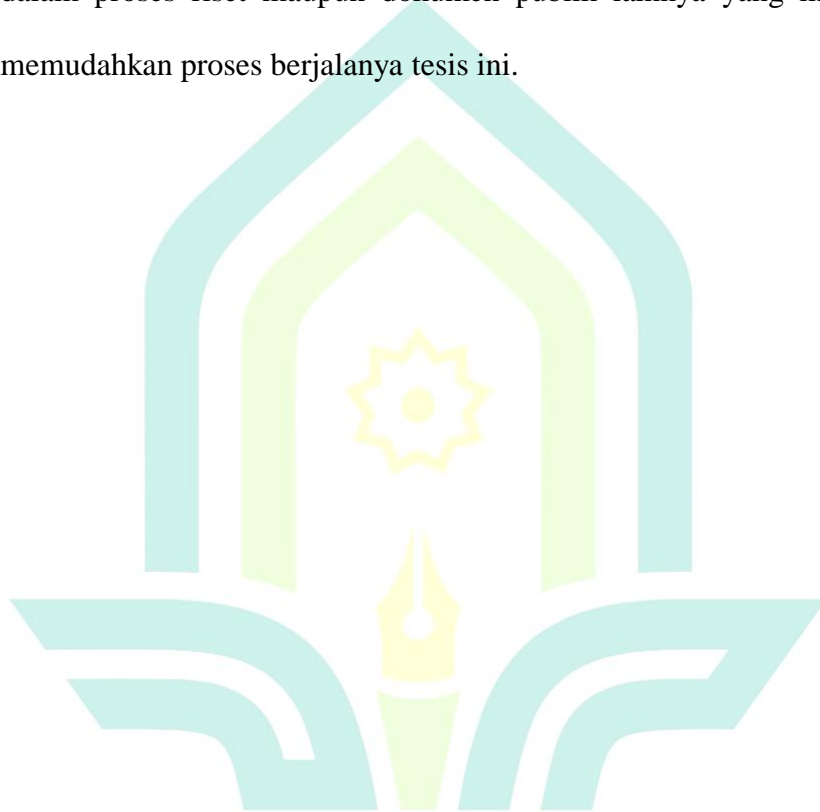 dalam proses riset maupun dokumen publik lainnya yang
memudahkan proses berjalanya tesis ini.